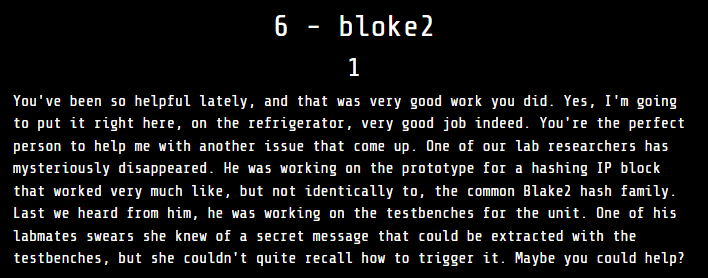 6 - bloke2
1
You've been so helpful lately, and that was very good work you did. Yes, I'm going
to put it right here, on the refrigerator, very good job indeed. You're the perfect
person to help me with another issue that come up. One of our lab researchers has
mysteriously disappeared. He was working on the prototype for a hashing IP block
that worked very much like, but not identically to, the common Blake2 hash family.
Last we heard from him, he was working on the testbenches for the unit. One of his
labmates swears she knew of a secret message that could be extracted with the
testbenches, but she couldn't quite recall how to trigger it. Maybe you could help?